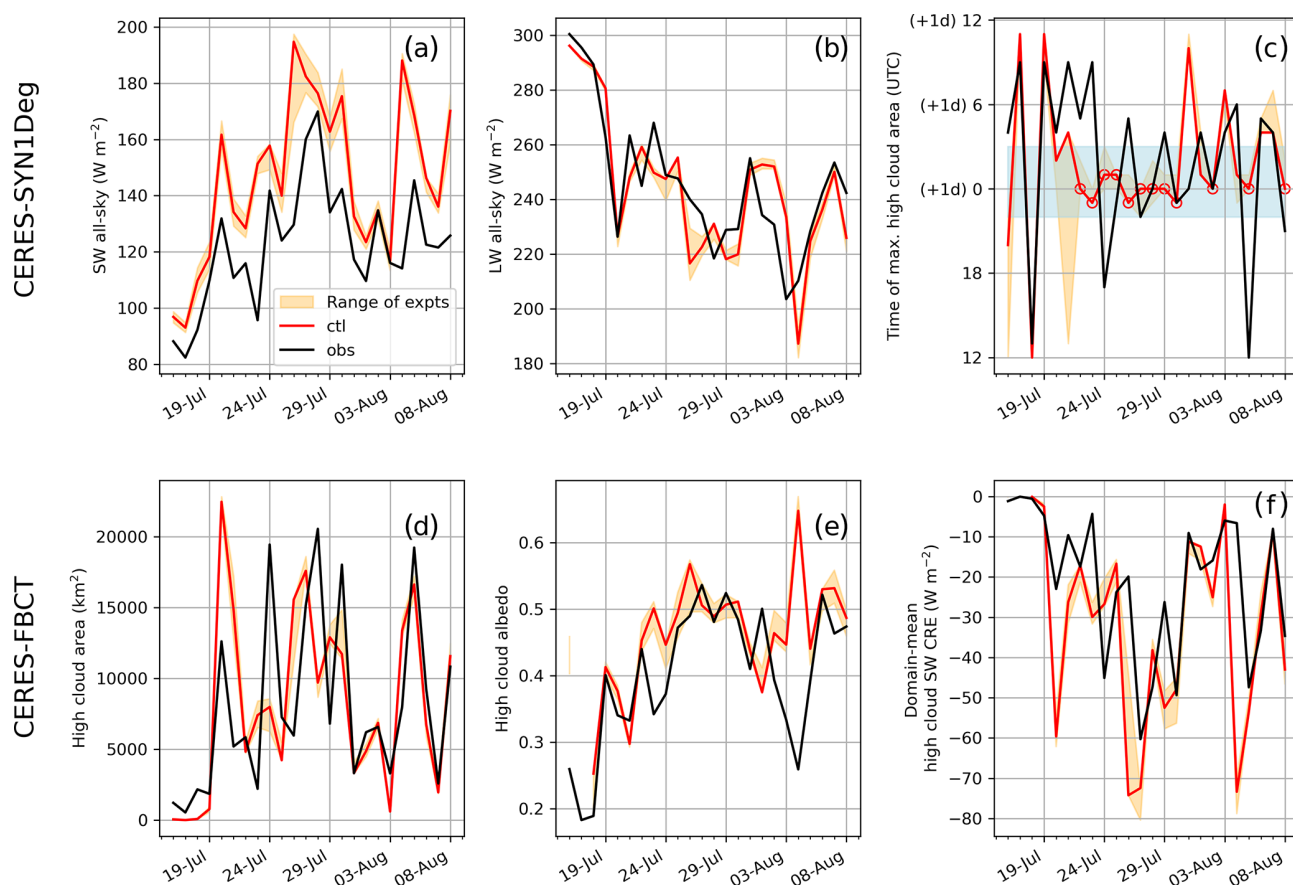 CERES-SYN1Deg
SW all-sky (W m−2)
200
180
160
140
120
100
80
(a)
Range of expts
ctl
obs
19-Jul
24-Jul
29-Jul
03-Aug
08-Aug
LW all-sky (W m−2)
300
280
260
240
220
200
180
(b)
19-Jul
24-Jul
29-Jul
03-Aug
08-Aug
Time of max. high cloud area (UTC)
(+1d) 12
(+1d) 6
(+1d) 0
18
12
(c)
19-Jul
24-Jul
29-Jul
03-Aug
08-Aug
CERES-FBCT
High cloud area (km2)
20000
15000
10000
5000
0
(d)
19-Jul
24-Jul
29-Jul
03-Aug
08-Aug
High cloud albedo
0.6
0.5
0.4
0.3
0.2
(e)
19-Jul
24-Jul
29-Jul
03-Aug
08-Aug
Domain-mean
high cloud SW CRE (W m−2)
0
−10
−20
−30
−40
−50
−60
−70
−80
(f)
19-Jul
24-Jul
29-Jul
03-Aug
08-Aug